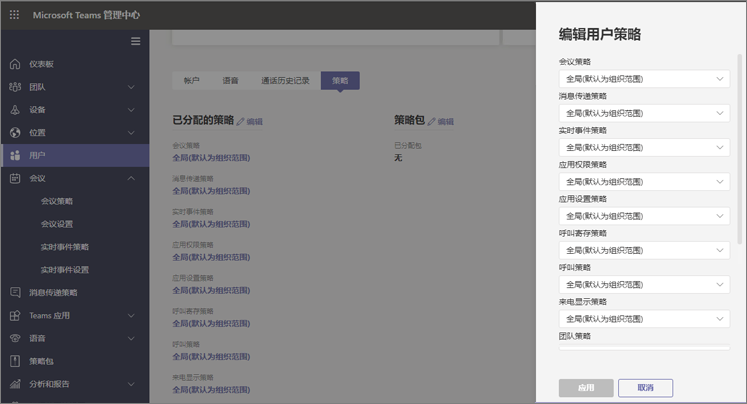 Microsoft Teams 管理中心
仪表板
团队
设备
位置
用户
会议
会议策略
会议设置
实时事件策略
实时事件设置
消息传递策略
Teams 应用
语音
策略包
分析和报告
帐户
语音
通话历史记录
策略
已分配的策略
编辑
会议策略
全局(默认为组织范围)
消息传递策略
全局(默认为组织范围)
实时事件策略
全局(默认为组织范围)
应用权限策略
全局(默认为组织范围)
应用设置策略
全局(默认为组织范围)
呼叫寄存策略
全局(默认为组织范围)
呼叫策略
全局(默认为组织范围)
来电显示策略
全局(默认为组织范围)
策略包
编辑
已分配包
无
编辑用户策略
会议策略
全局(默认为组织范围)
消息传递策略
全局(默认为组织范围)
实时事件策略
全局(默认为组织范围)
应用权限策略
全局(默认为组织范围)
应用设置策略
全局(默认为组织范围)
呼叫寄存策略
全局(默认为组织范围)
呼叫策略
全局(默认为组织范围)
来电显示策略
全局(默认为组织范围)
团队策略
应用
取消